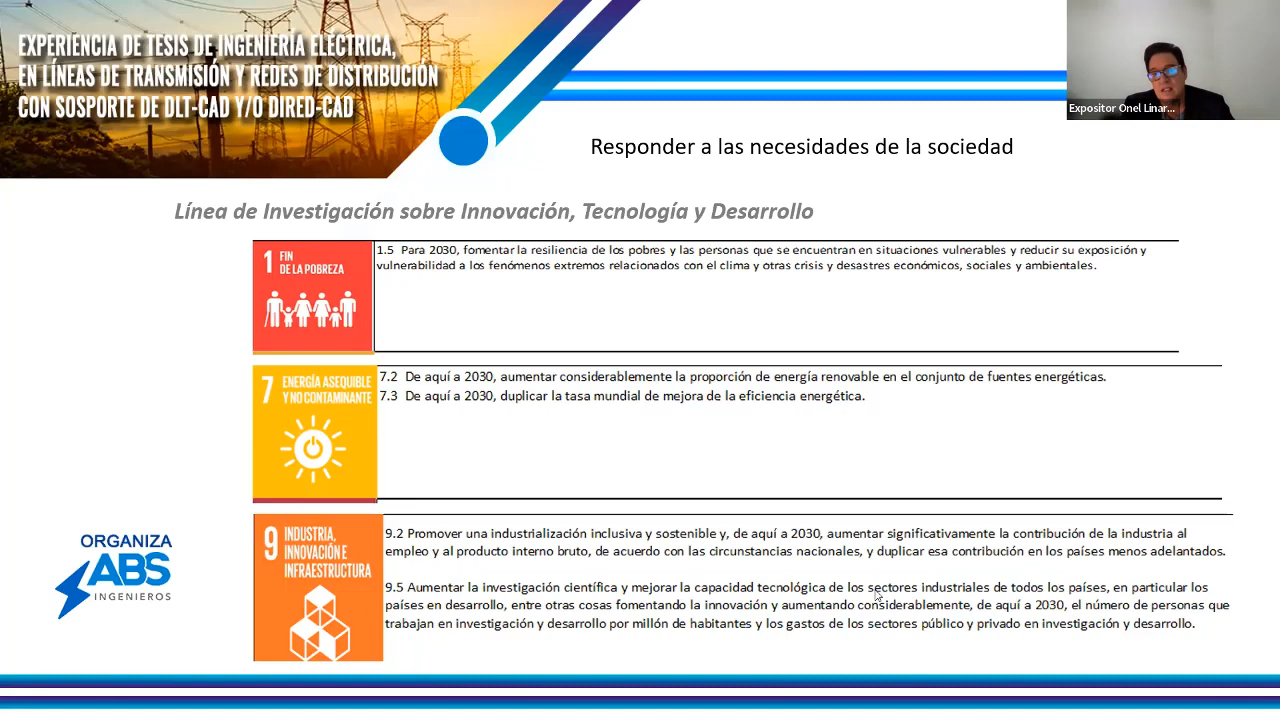 EXPERIENCIA DE TESIS DE INGENIERÍA ELÉCTRICA,
EN LÍNEAS DE TRANSMISIÓN Y REDES DE DISTRIBUCIÓN
CON SOSPORTE DE DLT-CAD Y/O DIRED-CAD
Expositor Onel Linar...
Responder a las necesidades de la sociedad
Línea de Investigación sobre Innovación, Tecnología y Desarrollo
1 FIN
DE LA POBREZA
1.5 Para 2030, fomentar la resiliencia de los pobres y las personas que se encuentran en situaciones vulnerables y reducir su exposición y
vulnerabilidad a los fenómenos extremos relacionados con el clima y otras crisis y desastres económicos, sociales y ambientales.
7 ENERGÍA ASEQUIBLE
Y NO CONTAMINANTE
7.2 De aquí a 2030, aumentar considerablemente la proporción de energía renovable en el conjunto de fuentes energéticas.
7.3 De aquí a 2030, duplicar la tasa mundial de mejora de la eficiencia energética.
9 INDUSTRIA,
INNOVACIÓN E
INFRAESTRUCTURA
9.2 Promover una industrialización inclusiva y sostenible y, de aquí a 2030, aumentar significativamente la contribución de la industria al
empleo y al producto interno bruto, de acuerdo con las circunstancias nacionales, y duplicar esa contribución en los países menos adelantados.
9.5 Aumentar la investigación científica y mejorar la capacidad tecnológica de los sectores industriales de todos los países, en particular los
países en desarrollo, entre otras cosas fomentando la innovación y aumentando considerablemente, de aquí a 2030, el número de personas que
trabajan en investigación y desarrollo por millón de habitantes y los gastos de los sectores público y privado en investigación y desarrollo.
ORGANIZA
ABS
INGENIEROS